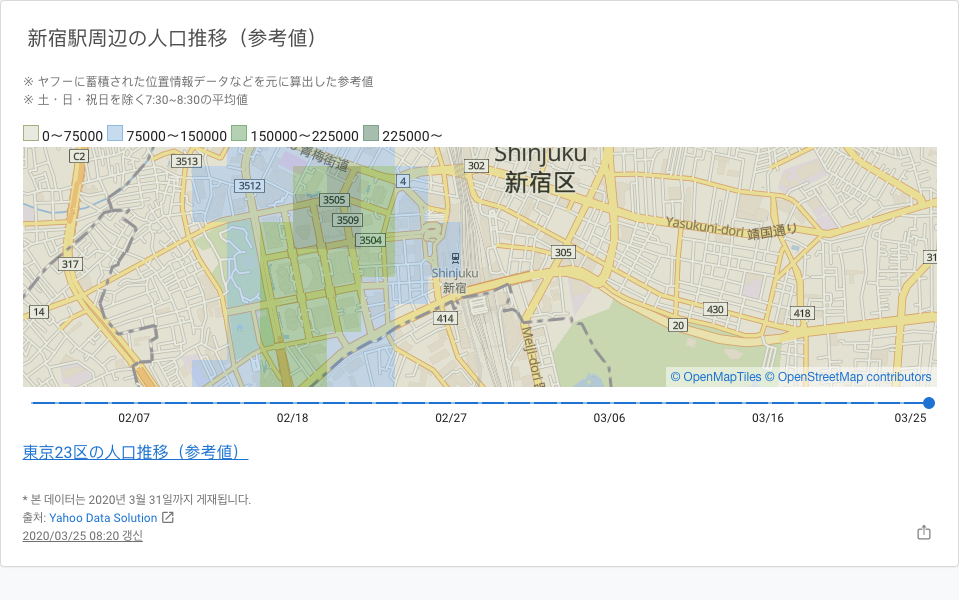 新宿駅周辺の人口推移（参考値）
※ ヤフーに蓄積された位置情報データなどを元に算出した参考値
※ 土・日・祝日を除く7:30~8:30の平均値
0～75000 75000～150000 150000～225000 225000～
C2
3513
青梅街道
302
Shinjuku
新宿区
3512
4
3505
3509
3504
Yasukuni-dori 靖国通り
305
31
317
Shinjuku
新宿
14
414
430
418
20
Meiji-dori
© OpenMapTiles © OpenStreetMap contributors
02/07 02/18 02/27 03/06 03/16 03/25
東京23区の人口推移（参考値）
* 본 데이터는 2020년 3월 31일까지 게재됩니다.
출처: Yahoo Data Solution
2020/03/25 08:20 갱신